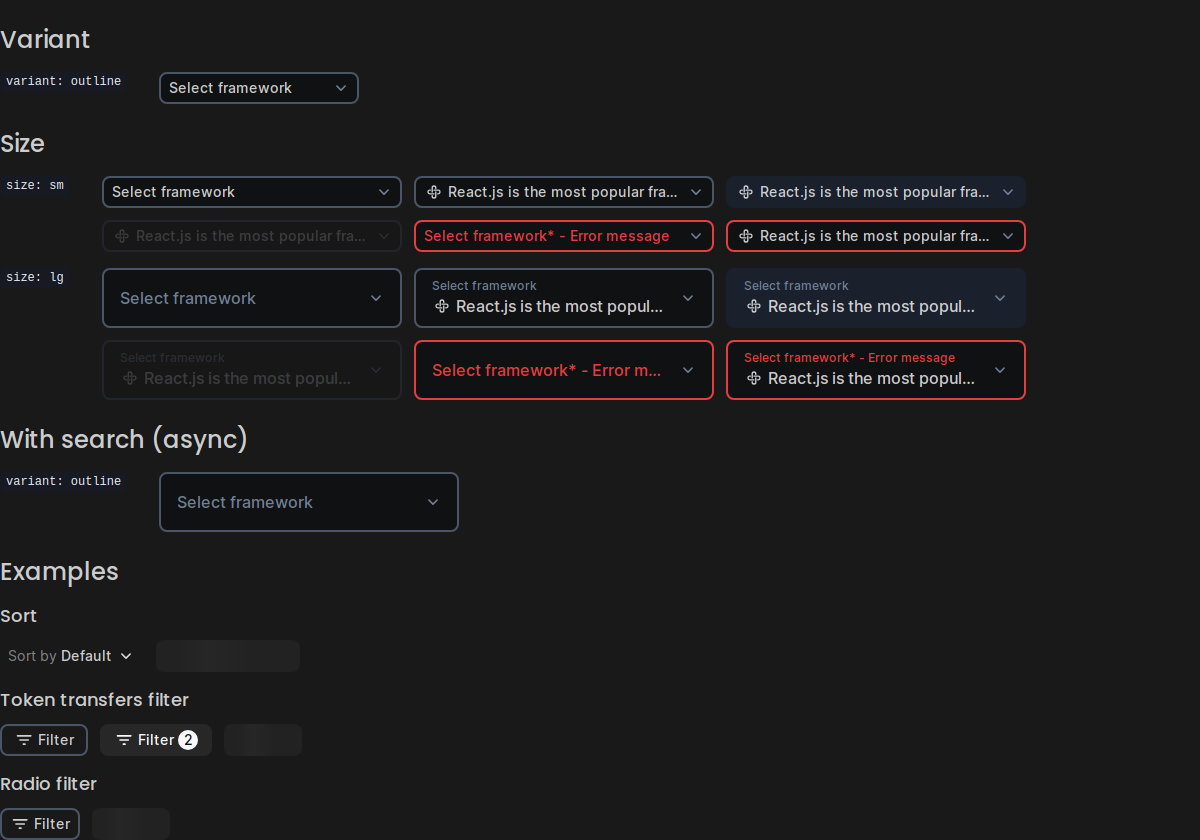 Variant
variant: outline
Select framework
Size
size: sm
Select framework
React.js is the most popular fra...
React.js is the most popular fra...
React.js is the most popular fra...
Select framework* - Error message
React.js is the most popular fra...
size: lg
Select framework
Select framework
React.js is the most popul...
Select framework
React.js is the most popul...
Select framework
React.js is the most popul...
Select framework* - Error m...
Select framework* - Error message
React.js is the most popul...
With search (async)
variant: outline
Select framework
Examples
Sort
Sort by Default
Token transfers filter
Filter
Filter 2
Radio filter
Filter